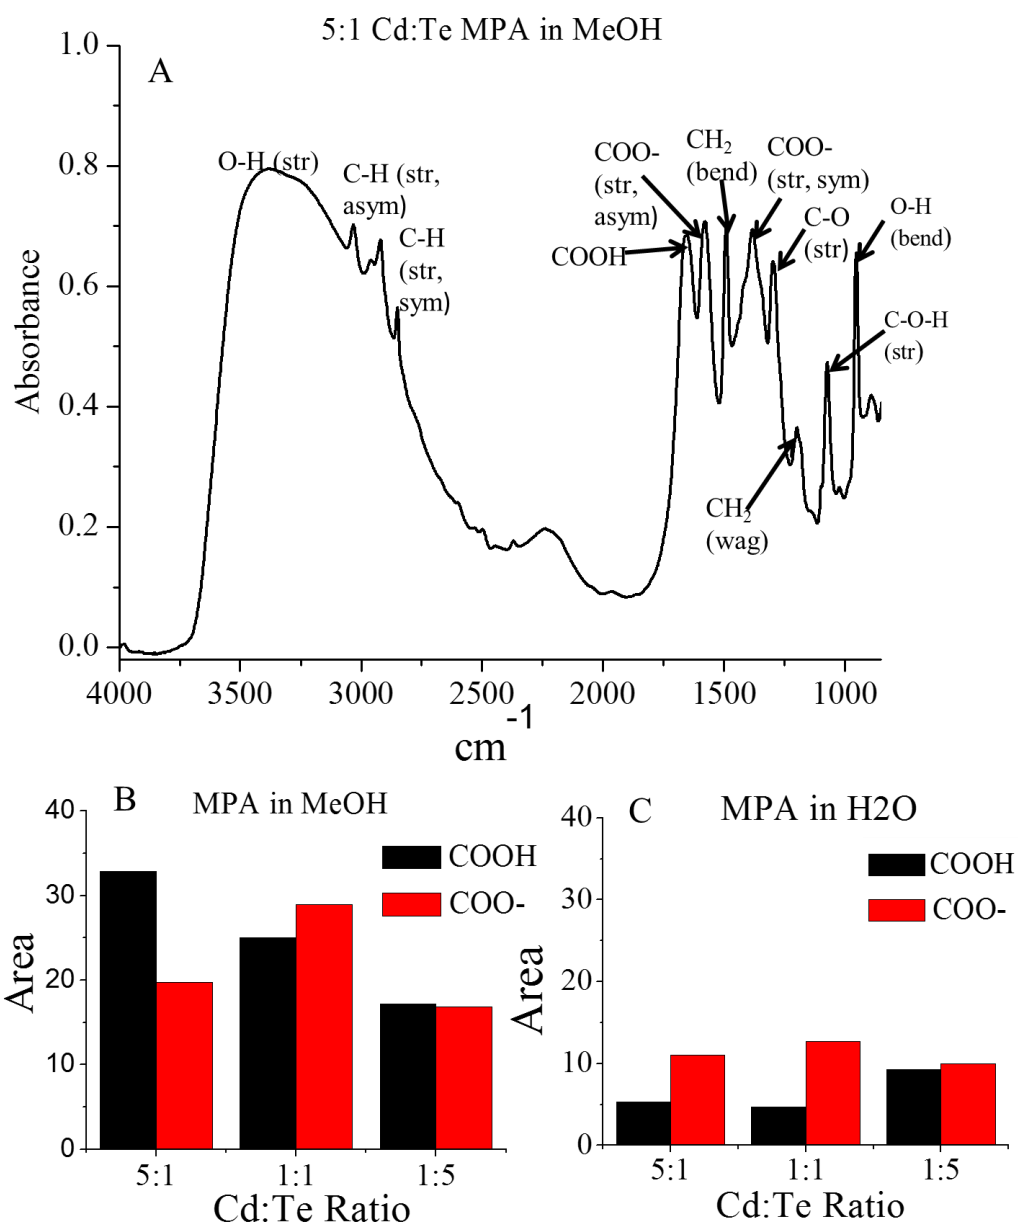 5:1 Cd:Te MPA in MeOH
A
1.0
0.8
0.6
0.4
0.2
0.0
Absorbance
O-H (str)
C-H (str,
asym)
C-H
(str,
sym)
COO-
(str,
asym)
COOH
CH2
(bend)
COO-
(str, sym)
C-O
(str)
O-H
(bend)
C-O-H
(str)
CH2
(wag)
4000 3500 3000 2500 2000 1500 1000
cm-1
B
MPA in MeOH
40
30
20
10
0
Area
COOH
COO-
5:1 1:1 1:5
Cd:Te Ratio
C
MPA in H2O
40
30
20
10
0
Area
COOH
COO-
5:1 1:1 1:5
Cd:Te Ratio